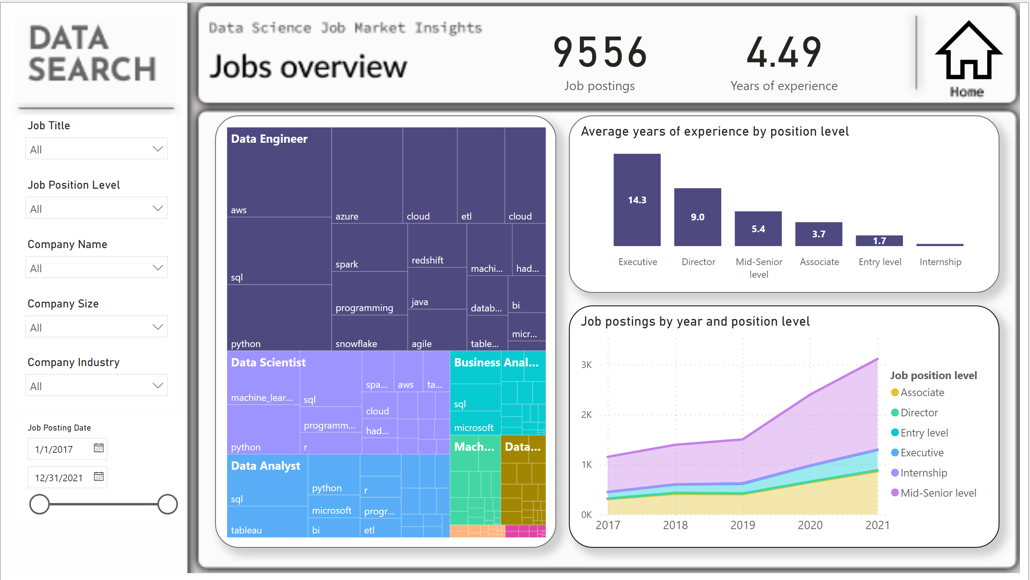 DATA
SEARCH
Job Title
All
Job Position Level
All
Company Name
All
Company Size
All
Company Industry
All
Job Posting Date
1/1/2017
12/31/2021
Data Science Job Market Insights
Jobs overview
9556
Job postings
4.49
Years of experience
Home
Data Engineer
aws
azure
cloud
etl
cloud
sql
spark
redshift
machi...
had...
programming
java
datab...
bi
micr...
python
snowflake
agile
table...
Data Scientist
machine_lear...
sql
spa...
aws
ta...
cloud
programm...
had...
python
r
Data Analyst
sql
python
r
microsoft
progr...
tableau
bi
etl
Business Anal...
sql
microsoft
Mach...
Data...
Average years of experience by position level
14.3
9.0
5.4
3.7
1.7
Executive
Director
Mid-Senior
level
Associate
Entry level
Internship
Job postings by year and position level
3K
2K
1K
0K
2017
2018
2019
2020
2021
Job position level
Associate
Director
Entry level
Executive
Internship
Mid-Senior level